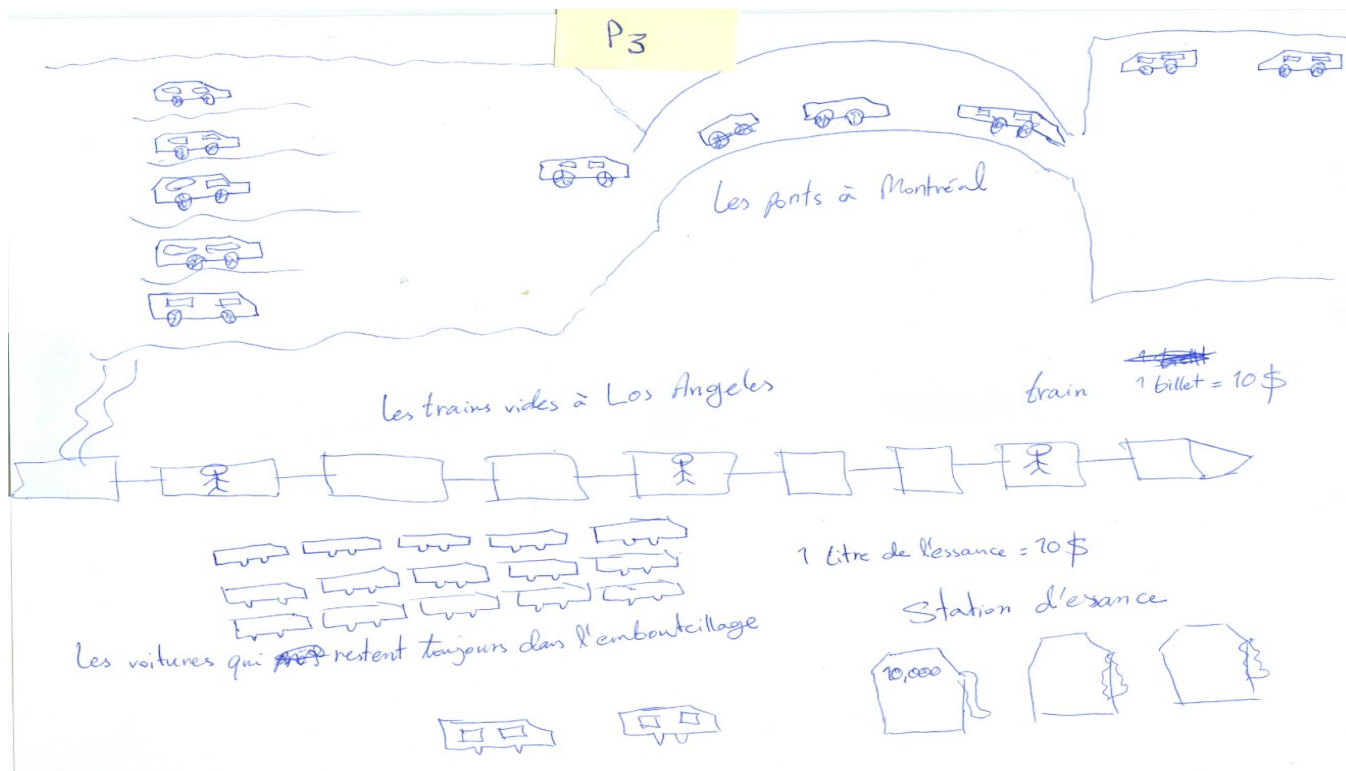 P3
Les ponts à Montréal
Les trains vides à Los Angeles
train 1 billet = 10 $
1 litre de l'essance = 10 $
Station d'esance
Les voitures qui restent toujours dans l'embouteillage
10,000